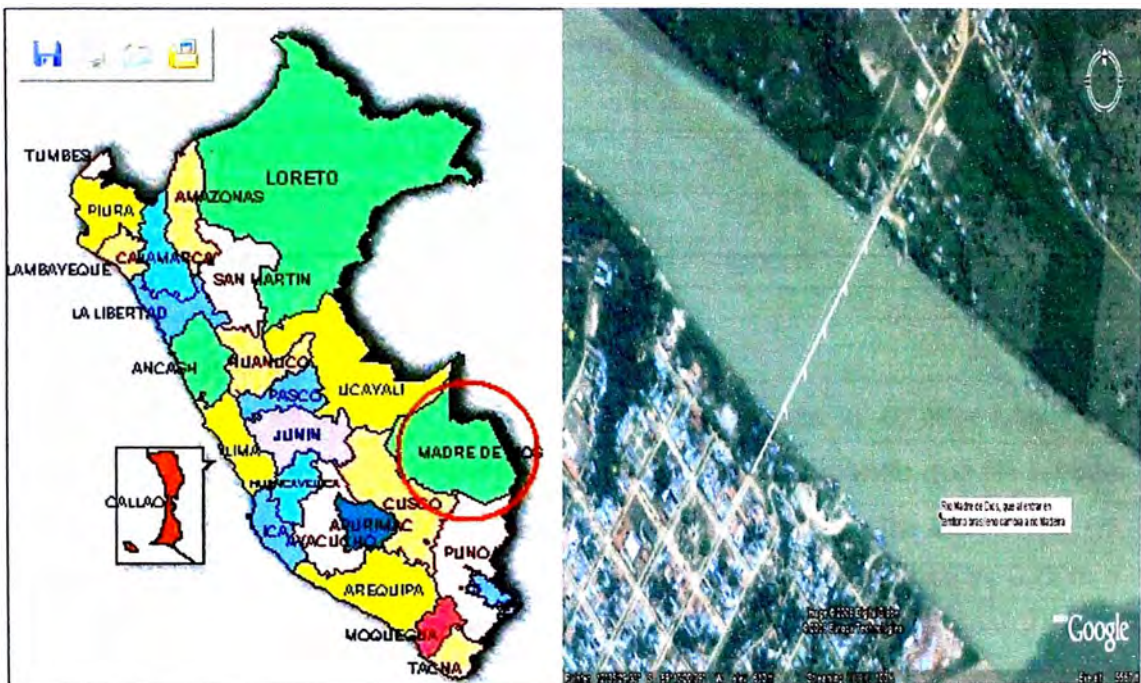 TUMBES
LORETO
AMAZONAS
PIURA
CAJAMARCA
LAMBAYEQUE
SAN MARTIN
LA LIBERTAD
ANCASH
HUANUCO
UCAYALI
PASCO
JUNIN
MADRE DE DIOS
LIMA
HUANCAVELICA
CALLAO
CUSCO
ICA
APURIMAC
AYACUCHO
PUNO
AREQUIPA
MOQUEGUA
TACNA
Rio Madre de Dios, que al entrar en
territorio brasileno cambia a rio Madeira
Google